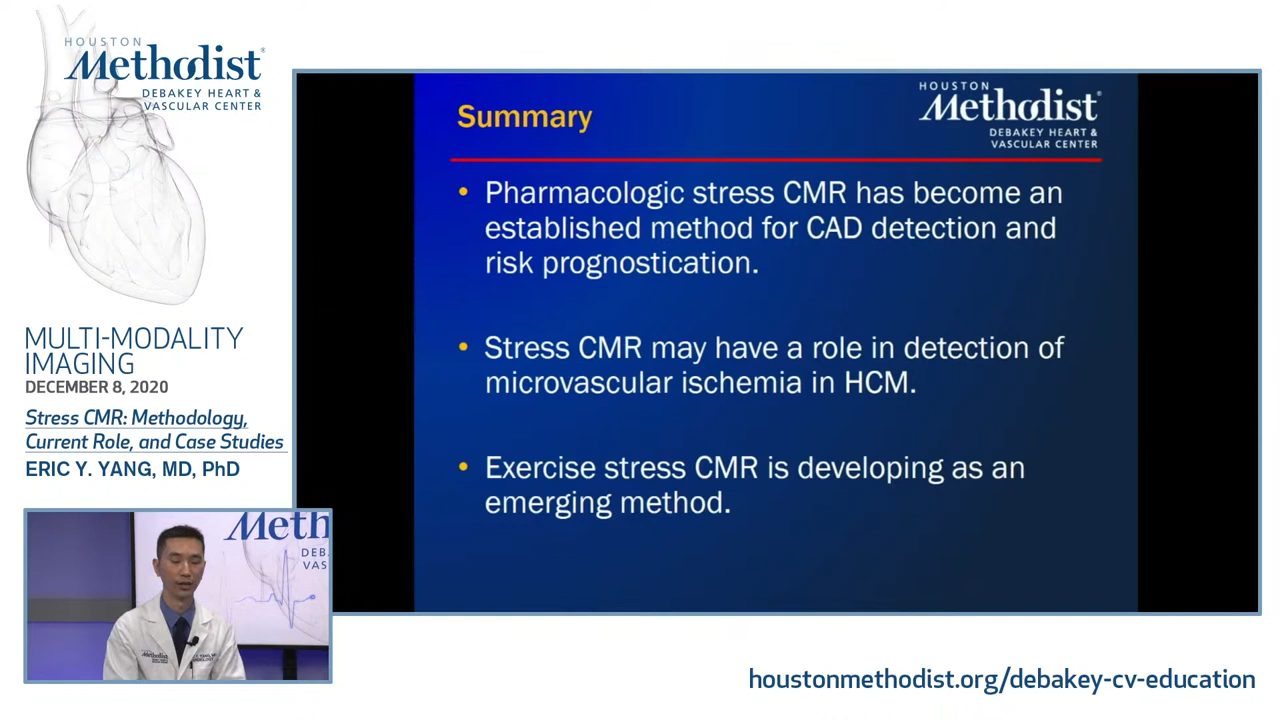 HOUSTON
Methodist
DEBAKEY HEART &
VASCULAR CENTER
MULTI-MODALITY
IMAGING
DECEMBER 8, 2020
Stress CMR: Methodology,
Current Role, and Case Studies
ERIC Y. YANG, MD, PhD
Summary
HOUSTON
Methodist
DEBAKEY HEART &
VASCULAR CENTER
• Pharmacologic stress CMR has become an
established method for CAD detection and
risk prognostication.
• Stress CMR may have a role in detection of
microvascular ischemia in HCM.
• Exercise stress CMR is developing as an
emerging method.
Meth
DEB
VAS
houstonmethodist.org/debakey-cv-education